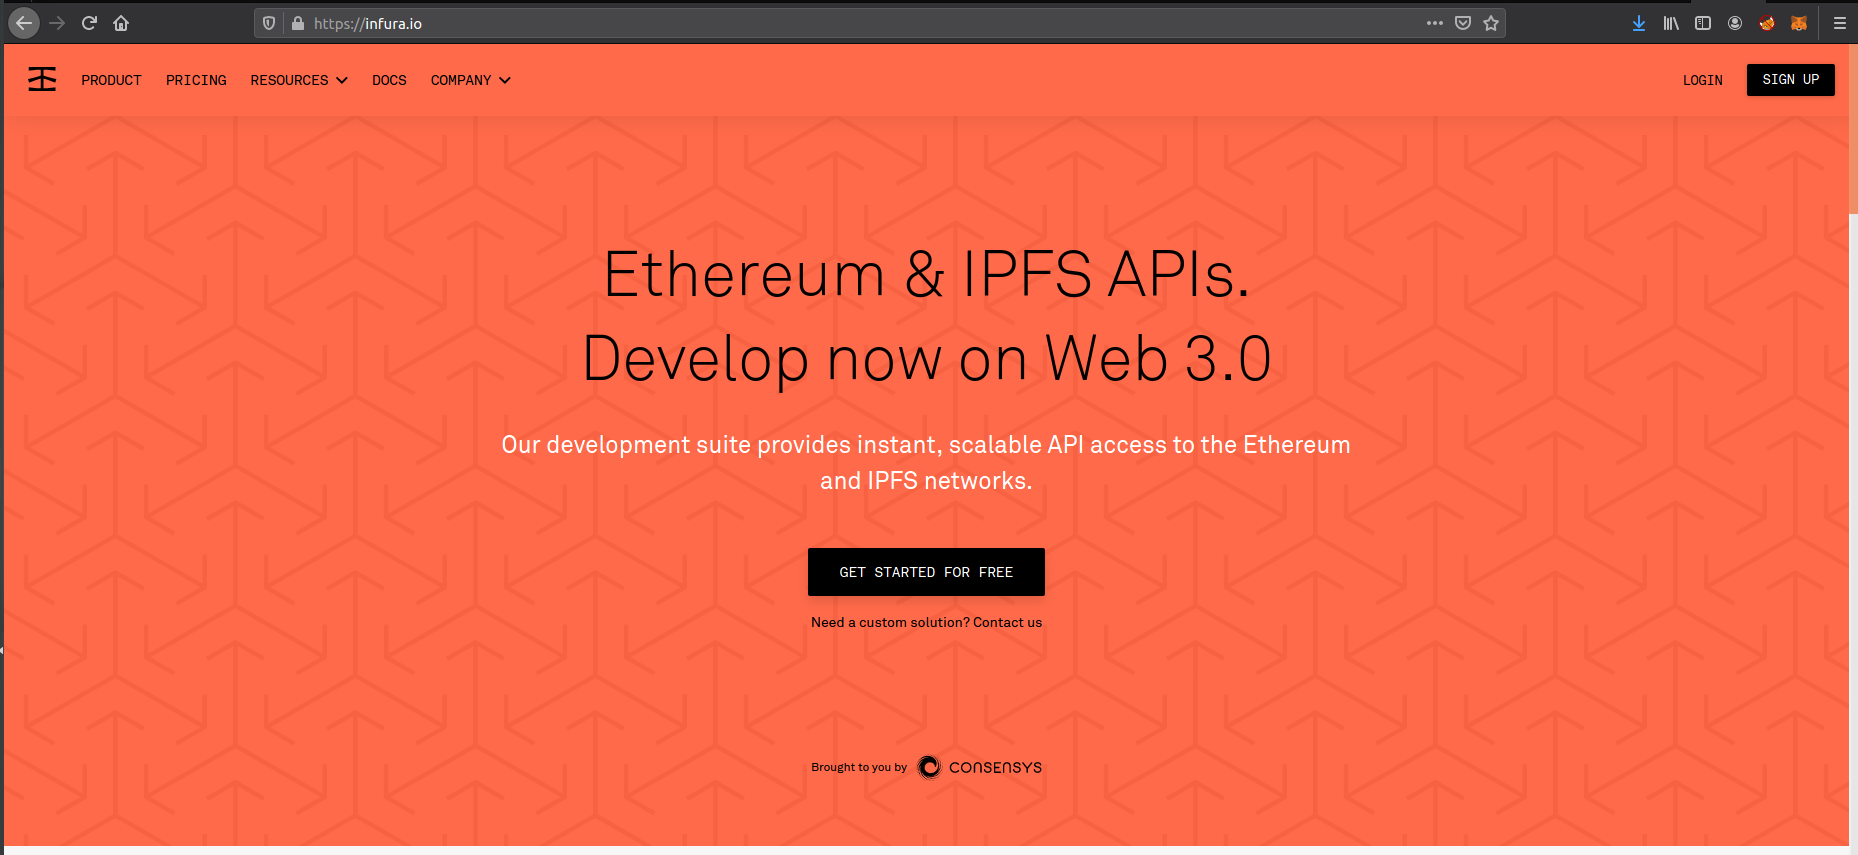 https://infura.io
PRODUCT PRICING RESOURCES DOCS COMPANY LOGIN SIGN UP
Ethereum & IPFS APIs.
Develop now on Web 3.0
Our development suite provides instant, scalable API access to the Ethereum
and IPFS networks.
GET STARTED FOR FREE
Need a custom solution? Contact us
Brought to you by CONSENSYS